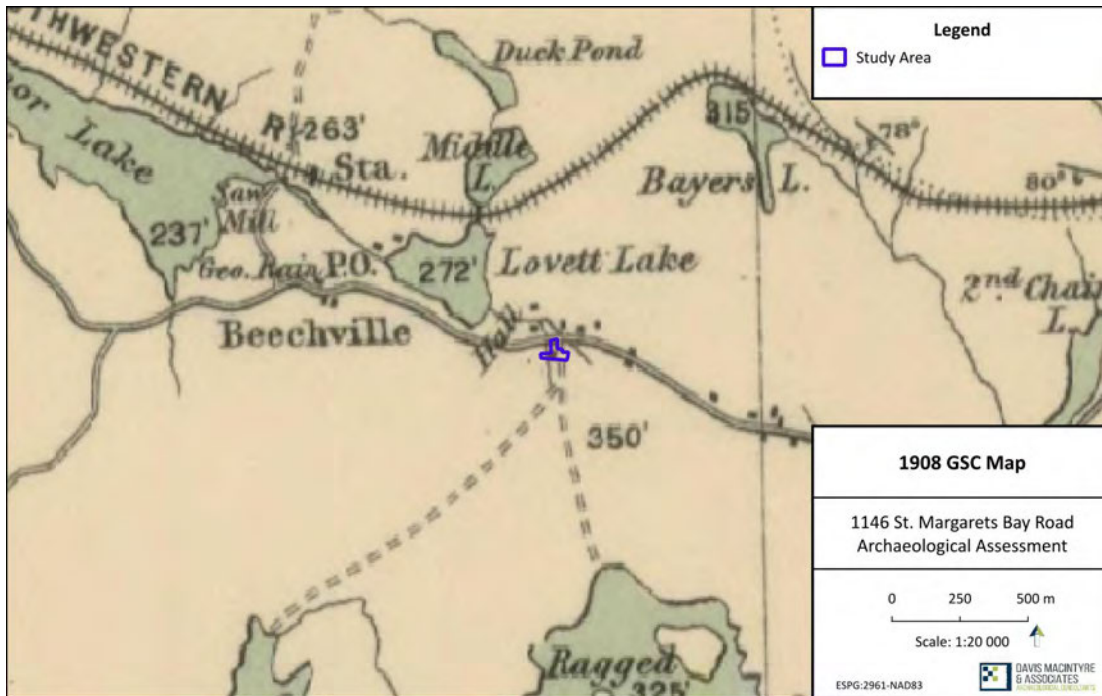 THWESTERN
Duck Pond
or Lake
R'y 263'
Sta.
Middle
L.
315
Bayers L.
78°
80°
Saw
Mill
237'
Geo. Rain P.O.
272'
Lovett Lake
2nd Chain
L.
Beechville
Hall
350'
Ragged
325'
Legend
Study Area
1908 GSC Map
1146 St. Margarets Bay Road
Archaeological Assessment
0 250 500 m
Scale: 1:20 000
ESPG:2961-NAD83
DAVIS MACINTYRE
& ASSOCIATES